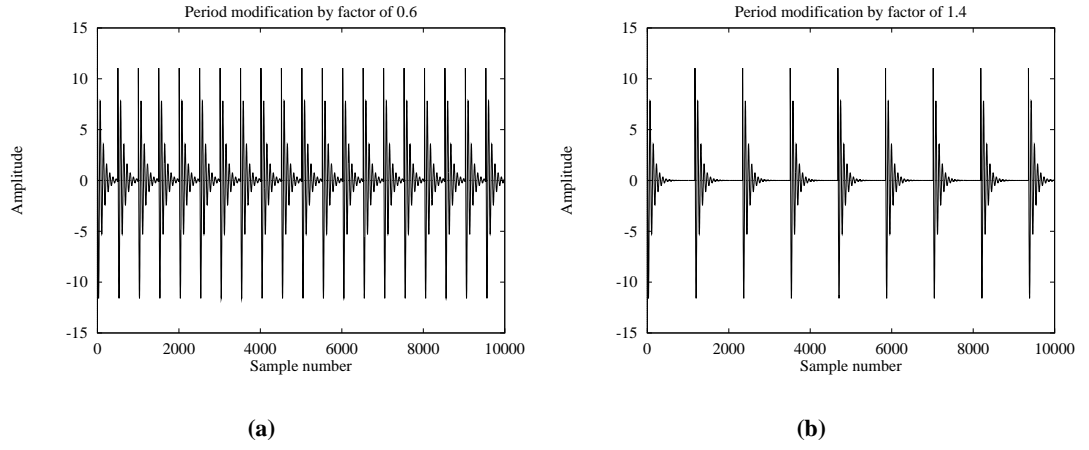 Period modification by factor of 0.6
15
10
5
0
-5
-10
-15
Amplitude
0 2000 4000 6000 8000 10000
Sample number
(a)
Period modification by factor of 1.4
15
10
5
0
-5
-10
-15
Amplitude
0 2000 4000 6000 8000 10000
Sample number
(b)